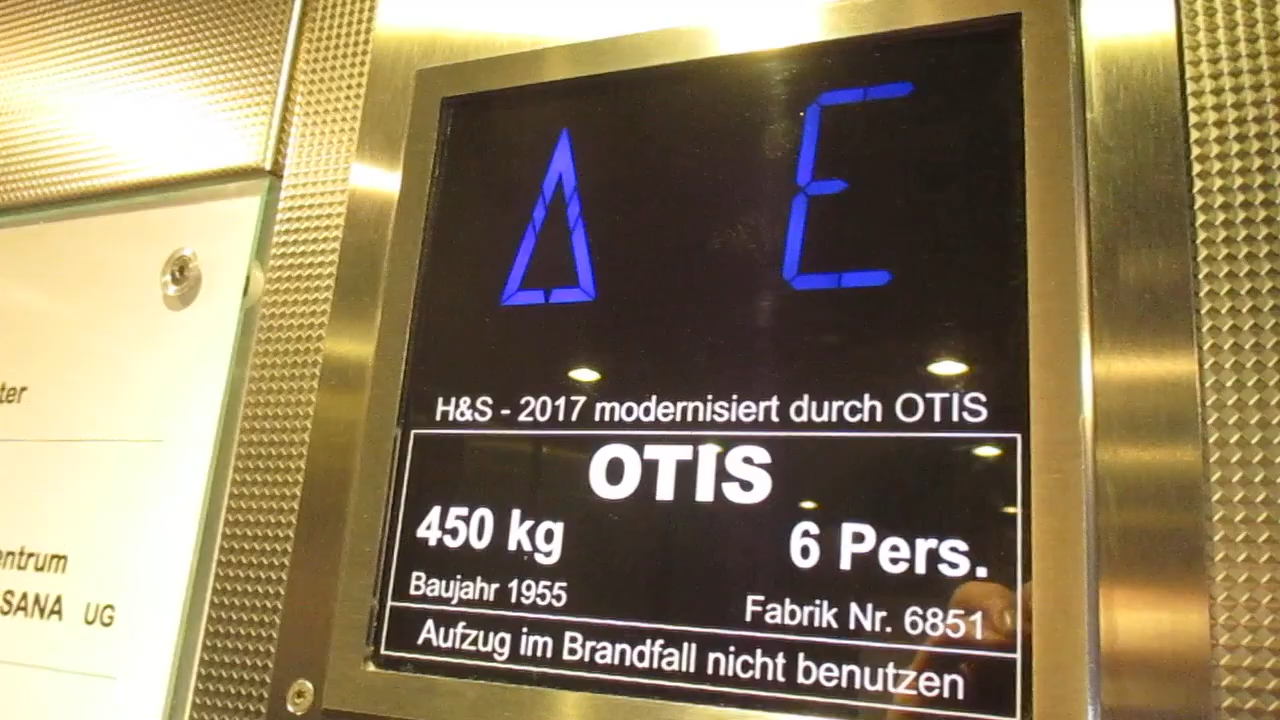 E
H&S - 2017 modernisiert durch OTIS
OTIS
450 kg
6 Pers.
Baujahr 1955
Fabrik Nr. 6851
Aufzug im Brandfall nicht benutzen
ter
entrum
SANA UG